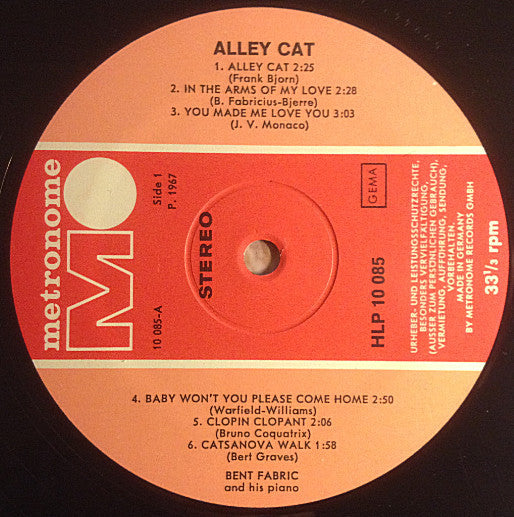 ALLEY CAT
1. ALLEY CAT 2:25
(Frank Bjorn)
2. IN THE ARMS OF MY LOVE 2:28
(B. Fabricius-Bjerre)
3. YOU MADE ME LOVE YOU 3:03
(J. V. Monaco)
metronome
MO
Side 1
P. 1967
10 085-A
STEREO
GEMA
HLP 10 085
URHEBER- UND LEISTUNGSSCHUTZRECHTE,
BESONDERS VERVIELFÄLTIGUNG,
(AUSSER ZUM PERSÖNLICHEN GEBRAUCH),
VERMIETUNG, AUFFÜHRUNG, SENDUNG,
VORBEHALTEN.
MADE IN GERMANY
BY METRONOME RECORDS GMBH
33⅓ rpm
4. BABY WON'T YOU PLEASE COME HOME 2:50
(Warfield-Williams)
5. CLOPIN CLOPANT 2:06
(Bruno Coquatrix)
6. CATSANOVA WALK 1:58
(Bert Graves)
BENT FABRIC
and his piano